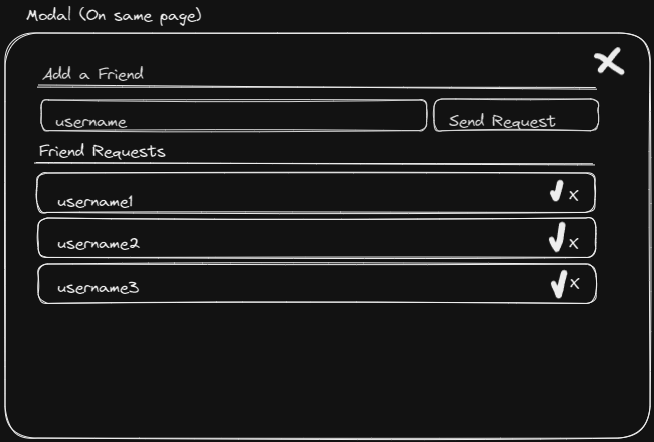 Modal (On same page)
Add a Friend
username
Send Request
Friend Requests
username1
x
username2
x
username3
x